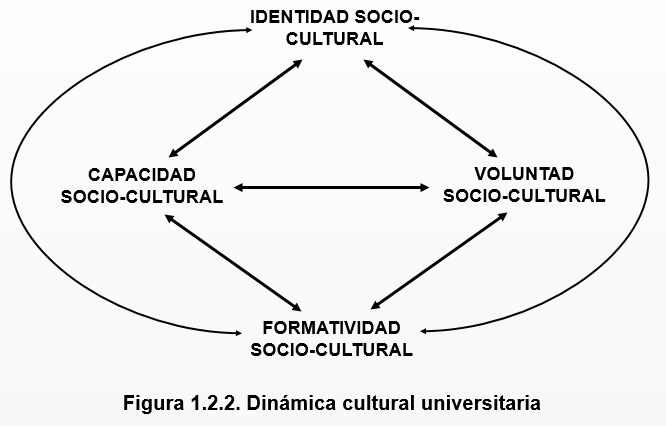 IDENTIDAD SOCIO-
CULTURAL
CAPACIDAD
SOCIO-CULTURAL
VOLUNTAD
SOCIO-CULTURAL
FORMATIVIDAD
SOCIO-CULTURAL
Figura 1.2.2. Dinámica cultural universitaria